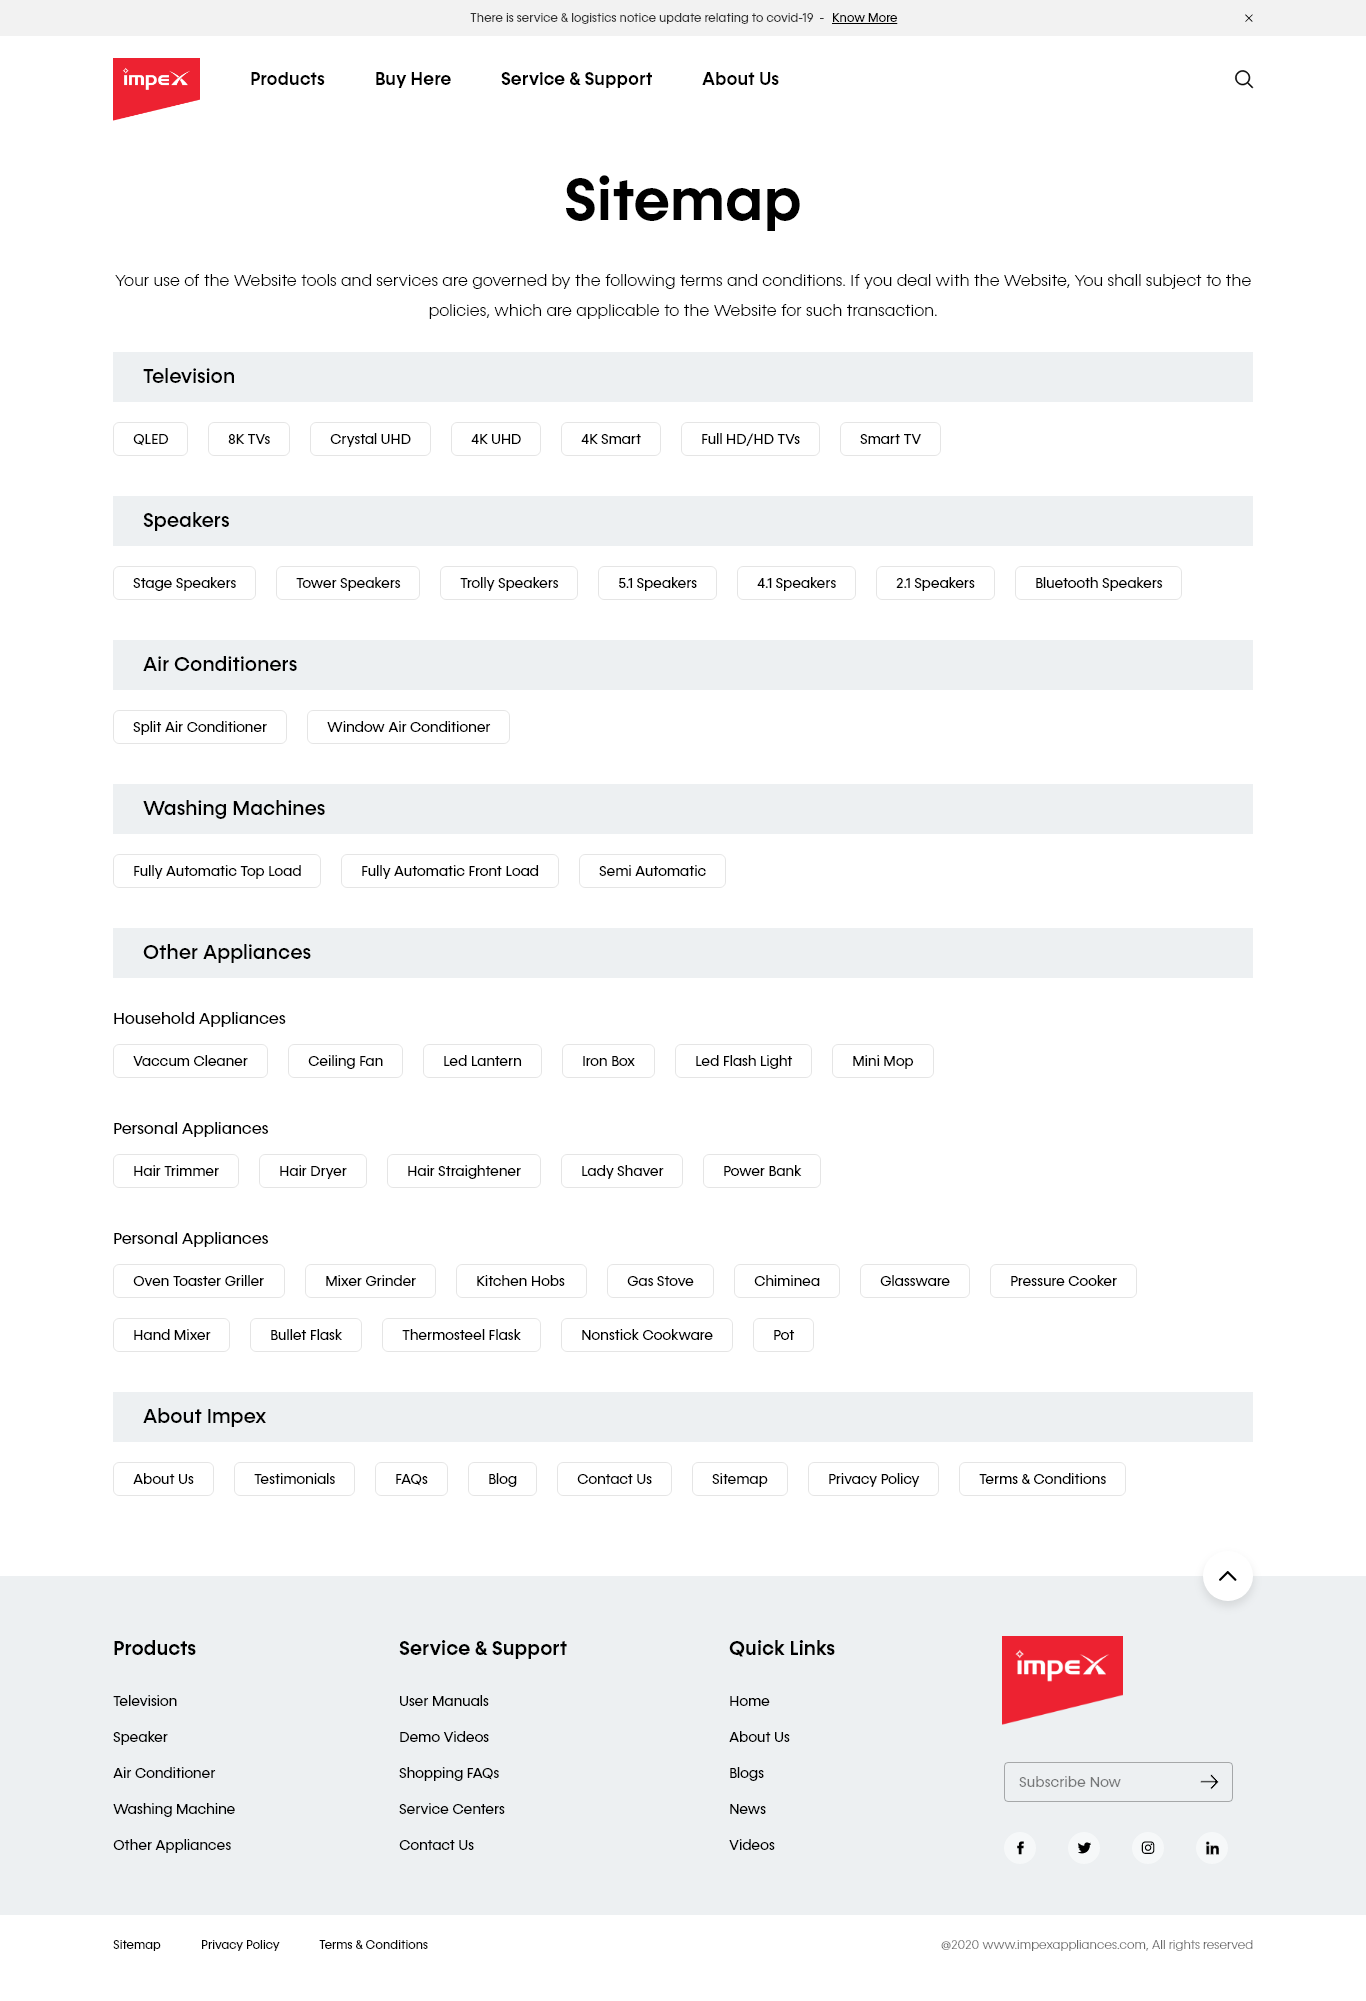 There is service & logistics notice update relating to covid-19 - Know More
impex
Products Buy Here Service & Support About Us
Sitemap
Your use of the Website tools and services are governed by the following terms and conditions. If you deal with the Website, You shall subject to the
policies, which are applicable to the Website for such transaction.
Television
QLED 8K TVs Crystal UHD 4K UHD 4K Smart Full HD/HD TVs Smart TV
Speakers
Stage Speakers Tower Speakers Trolly Speakers 5.1 Speakers 4.1 Speakers 2.1 Speakers Bluetooth Speakers
Air Conditioners
Split Air Conditioner Window Air Conditioner
Washing Machines
Fully Automatic Top Load Fully Automatic Front Load Semi Automatic
Other Appliances
Household Appliances
Vaccum Cleaner Ceiling Fan Led Lantern Iron Box Led Flash Light Mini Mop
Personal Appliances
Hair Trimmer Hair Dryer Hair Straightener Lady Shaver Power Bank
Personal Appliances
Oven Toaster Griller Mixer Grinder Kitchen Hobs Gas Stove Chiminea Glassware Pressure Cooker
Hand Mixer Bullet Flask Thermosteel Flask Nonstick Cookware Pot
About Impex
About Us Testimonials FAQs Blog Contact Us Sitemap Privacy Policy Terms & Conditions
Products
Television
Speaker
Air Conditioner
Washing Machine
Other Appliances
Service & Support
User Manuals
Demo Videos
Shopping FAQs
Service Centers
Contact Us
Quick Links
Home
About Us
Blogs
News
Videos
impex
Subscribe Now
Sitemap Privacy Policy Terms & Conditions
@2020 www.impexappliances.com, All rights reserved